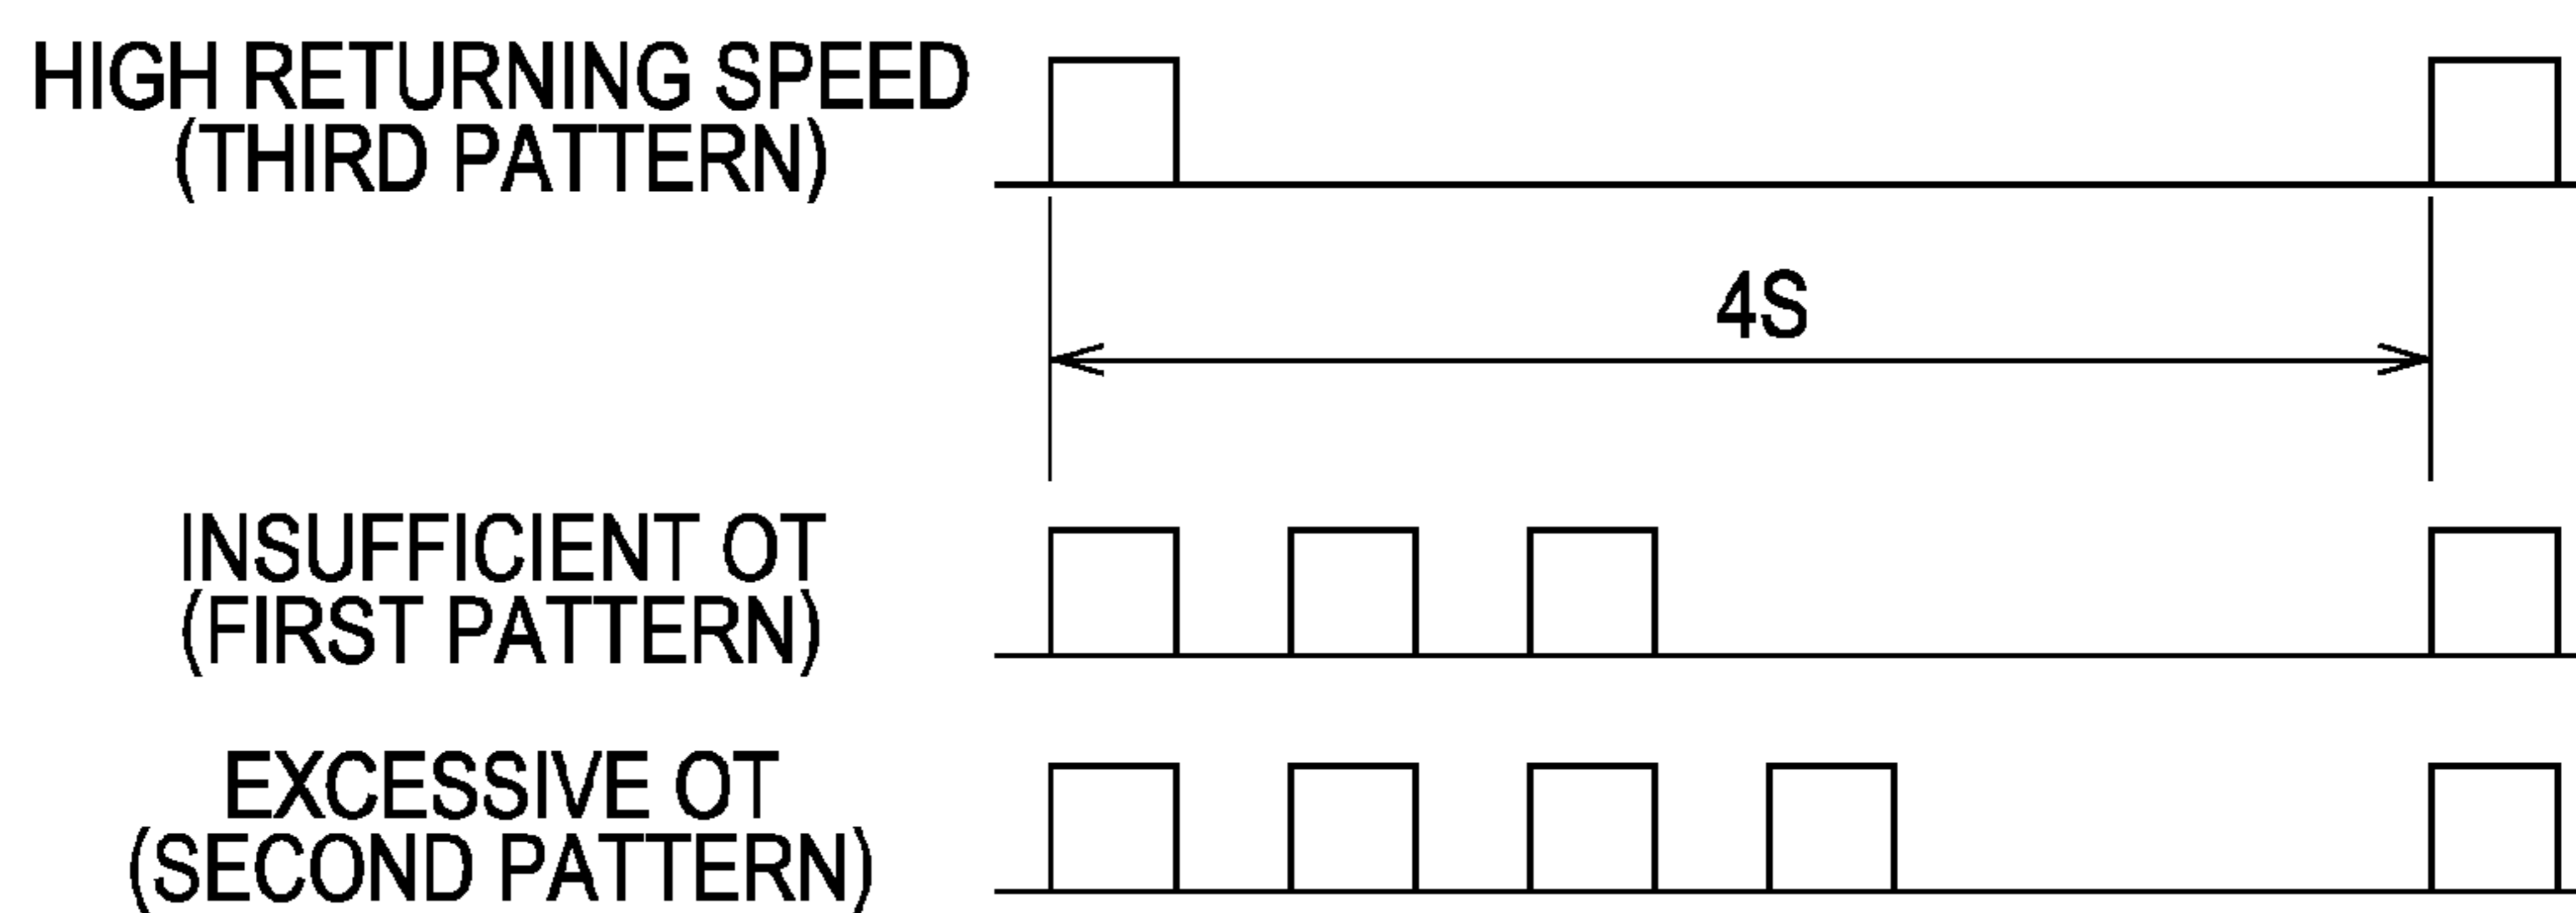 HIGH RETURNING SPEED
(THIRD PATTERN)
4S
INSUFFICIENT OT
(FIRST PATTERN)
EXCESSIVE OT
(SECOND PATTERN)